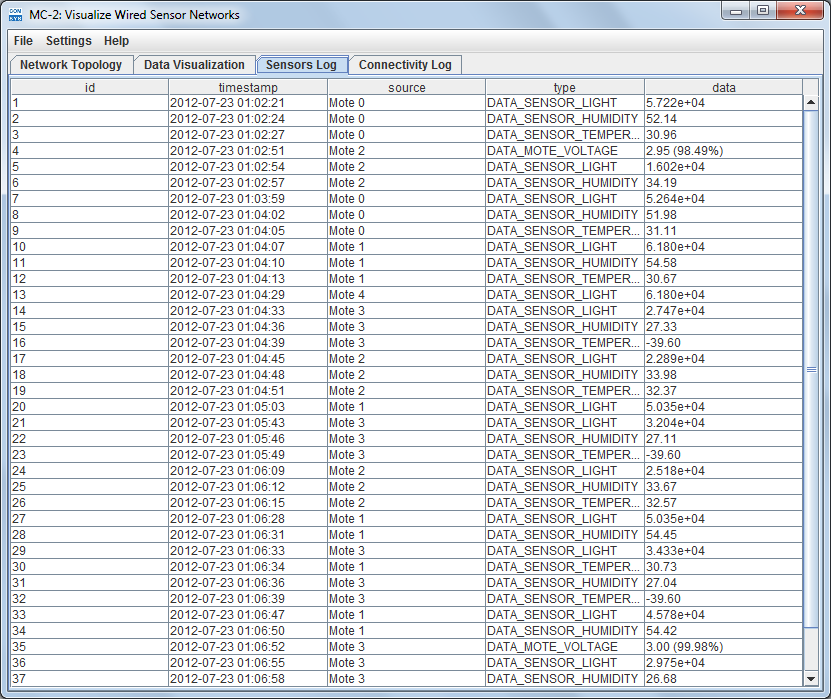 MC-2: Visualize Wired Sensor Networks
File Settings Help
Network Topology Data Visualization Sensors Log Connectivity Log
id timestamp source type data
1 2012-07-23 01:02:21 Mote 0 DATA_SENSOR_LIGHT 5.722e+04
2 2012-07-23 01:02:24 Mote 0 DATA_SENSOR_HUMIDITY 52.14
3 2012-07-23 01:02:27 Mote 0 DATA_SENSOR_TEMPER... 30.96
4 2012-07-23 01:02:51 Mote 2 DATA_MOTE_VOLTAGE 2.95 (98.49%)
5 2012-07-23 01:02:54 Mote 2 DATA_SENSOR_LIGHT 1.602e+04
6 2012-07-23 01:02:57 Mote 2 DATA_SENSOR_HUMIDITY 34.19
7 2012-07-23 01:03:59 Mote 0 DATA_SENSOR_LIGHT 5.264e+04
8 2012-07-23 01:04:02 Mote 0 DATA_SENSOR_HUMIDITY 51.98
9 2012-07-23 01:04:05 Mote 0 DATA_SENSOR_TEMPER... 31.11
10 2012-07-23 01:04:07 Mote 1 DATA_SENSOR_LIGHT 6.180e+04
11 2012-07-23 01:04:10 Mote 1 DATA_SENSOR_HUMIDITY 54.58
12 2012-07-23 01:04:13 Mote 1 DATA_SENSOR_TEMPER... 30.67
13 2012-07-23 01:04:29 Mote 4 DATA_SENSOR_LIGHT 6.180e+04
14 2012-07-23 01:04:33 Mote 3 DATA_SENSOR_LIGHT 2.747e+04
15 2012-07-23 01:04:36 Mote 3 DATA_SENSOR_HUMIDITY 27.33
16 2012-07-23 01:04:39 Mote 3 DATA_SENSOR_TEMPER... -39.60
17 2012-07-23 01:04:45 Mote 2 DATA_SENSOR_LIGHT 2.289e+04
18 2012-07-23 01:04:48 Mote 2 DATA_SENSOR_HUMIDITY 33.98
19 2012-07-23 01:04:51 Mote 2 DATA_SENSOR_TEMPER... 32.37
20 2012-07-23 01:05:03 Mote 1 DATA_SENSOR_LIGHT 5.035e+04
21 2012-07-23 01:05:43 Mote 3 DATA_SENSOR_LIGHT 3.204e+04
22 2012-07-23 01:05:46 Mote 3 DATA_SENSOR_HUMIDITY 27.11
23 2012-07-23 01:05:49 Mote 3 DATA_SENSOR_TEMPER... -39.60
24 2012-07-23 01:06:09 Mote 2 DATA_SENSOR_LIGHT 2.518e+04
25 2012-07-23 01:06:12 Mote 2 DATA_SENSOR_HUMIDITY 33.67
26 2012-07-23 01:06:15 Mote 2 DATA_SENSOR_TEMPER... 32.57
27 2012-07-23 01:06:28 Mote 1 DATA_SENSOR_LIGHT 5.035e+04
28 2012-07-23 01:06:31 Mote 1 DATA_SENSOR_HUMIDITY 54.45
29 2012-07-23 01:06:33 Mote 3 DATA_SENSOR_LIGHT 3.433e+04
30 2012-07-23 01:06:34 Mote 1 DATA_SENSOR_TEMPER... 30.73
31 2012-07-23 01:06:36 Mote 3 DATA_SENSOR_HUMIDITY 27.04
32 2012-07-23 01:06:39 Mote 3 DATA_SENSOR_TEMPER... -39.60
33 2012-07-23 01:06:47 Mote 1 DATA_SENSOR_LIGHT 4.578e+04
34 2012-07-23 01:06:50 Mote 1 DATA_SENSOR_HUMIDITY 54.42
35 2012-07-23 01:06:52 Mote 3 DATA_MOTE_VOLTAGE 3.00 (99.98%)
36 2012-07-23 01:06:55 Mote 3 DATA_SENSOR_LIGHT 2.975e+04
37 2012-07-23 01:06:58 Mote 3 DATA_SENSOR_HUMIDITY 26.68